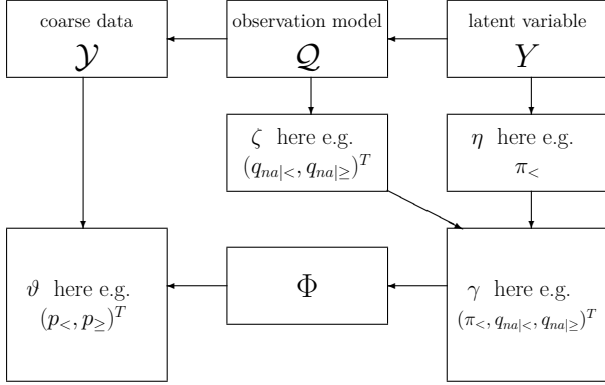 coarse data
𝒴
observation model
𝒬
latent variable
Y
ζ here e.g.
(q_{na|<}, q_{na|≥})^T
η here e.g.
π_<
ϑ here e.g.
(p_<, p_≥)^T
Φ
γ here e.g.
(π_<, q_{na|<}, q_{na|≥})^T